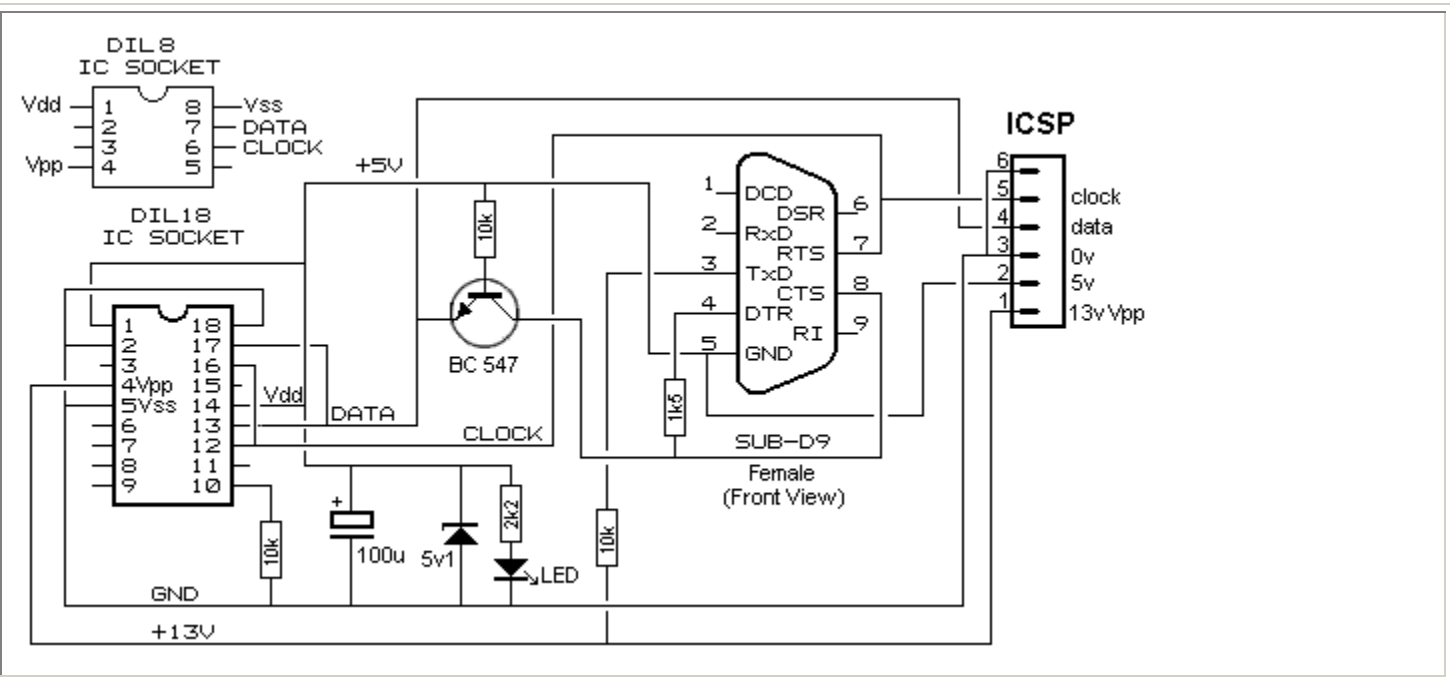 DIL8
IC SOCKET
Vdd 1 8 Vss
2 7 DATA
3 6 CLOCK
Vpp 4 5
DIL18
IC SOCKET
1 18
2 17
3 16
4Vpp 15
5Vss 14
6 13
7 12
8 11
9 10
Vdd
DATA
CLOCK
+5V
10k
BC 547
1 DCD
DSR 6
2 RxD
RTS 7
3 TxD
CTS 8
4 DTR
RI 9
5 GND
1k5
SUB-D9
Female
(Front View)
ICSP
6
5 clock
4 data
3 0v
2 5v
1 13v Vpp
10k
+
100u
5v1
2k2
LED
10k
GND
+13V